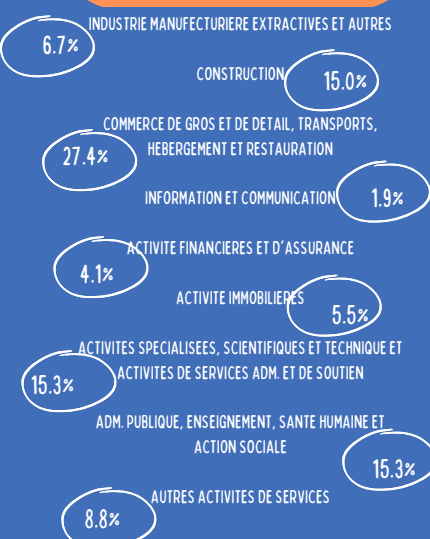 INDUSTRIE MANUFECTURIERE EXTRACTIVES ET AUTRES
6.7%
CONSTRUCTION
15.0%
COMMERCE DE GROS ET DE DETAIL, TRANSPORTS,
HEBERGEMENT ET RESTAURATION
27.4%
INFORMATION ET COMMUNICATION
1.9%
ACTIVITE FINANCIERES ET D'ASSURANCE
4.1%
ACTIVITE IMMOBILIERES
5.5%
ACTIVITES SPECIALISEES, SCIENTIFIQUES ET TECHNIQUE ET
ACTIVITES DE SERVICES ADM. ET DE SOUTIEN
15.3%
ADM. PUBLIQUE, ENSEIGNEMENT, SANTE HUMAINE ET
ACTION SOCIALE
15.3%
AUTRES ACTIVITES DE SERVICES
8.8%